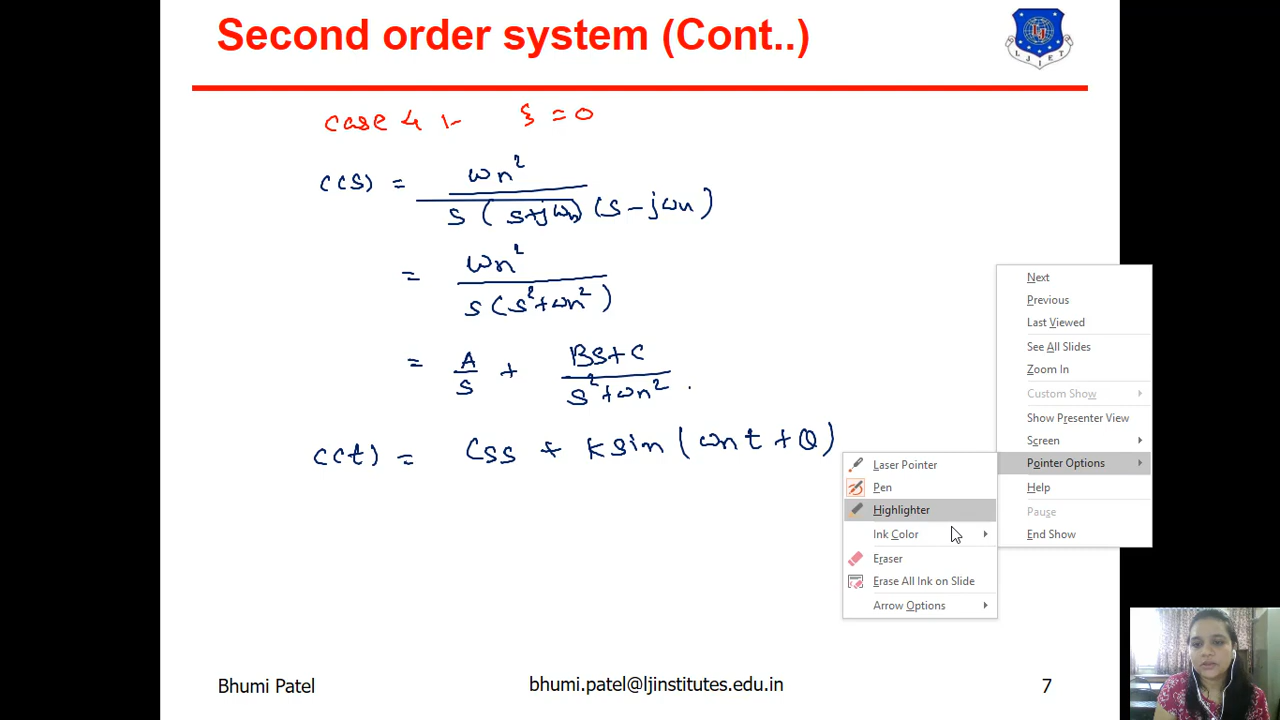 Second order system (Cont..)
LJIET
case 4 :- ξ = 0
C(S) = ωn² / S (S+jωn) (S-jωn)
= ωn² / S (S²+ωn²)
= A/S + BS+C / S²+ωn² .
C(t) = Css + K sin (ωnt + θ)
Next
Previous
Last Viewed
See All Slides
Zoom In
Custom Show
Show Presenter View
Screen
Pointer Options
Help
Pause
End Show
Laser Pointer
Pen
Highlighter
Ink Color
Eraser
Erase All Ink on Slide
Arrow Options
Bhumi Patel
bhumi.patel@ljinstitutes.edu.in
7